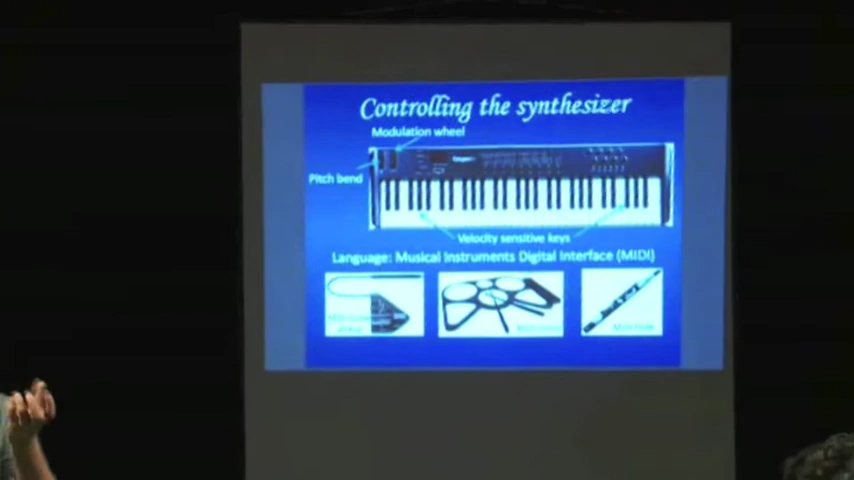 Controlling the synthesizer
Modulation wheel
Pitch bend
Velocity sensitive keys
Language: Musical Instruments Digital Interface (MIDI)